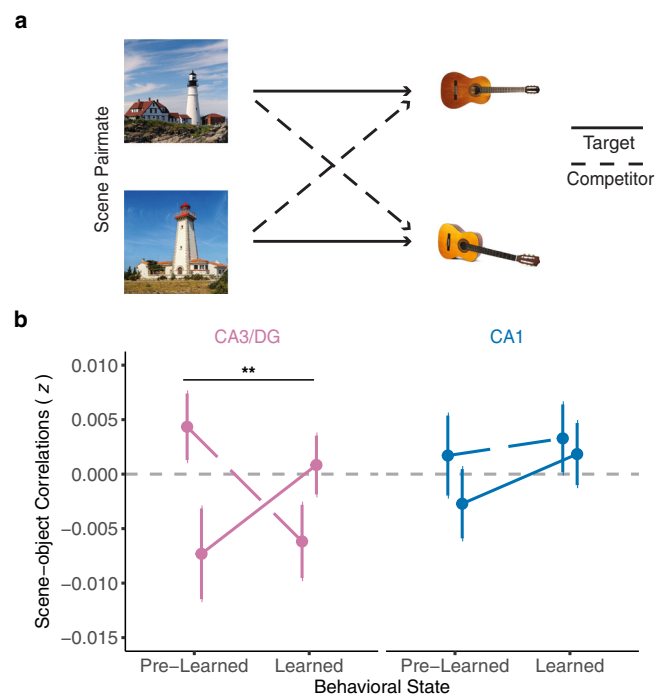 a
Scene Pairmate
Target
Competitor
b
CA3/DG
CA1
Scene-object Correlations ( z )
0.010
0.005
0.000
−0.005
−0.010
−0.015
**
Pre−Learned
Learned
Pre−Learned
Learned
Behavioral State